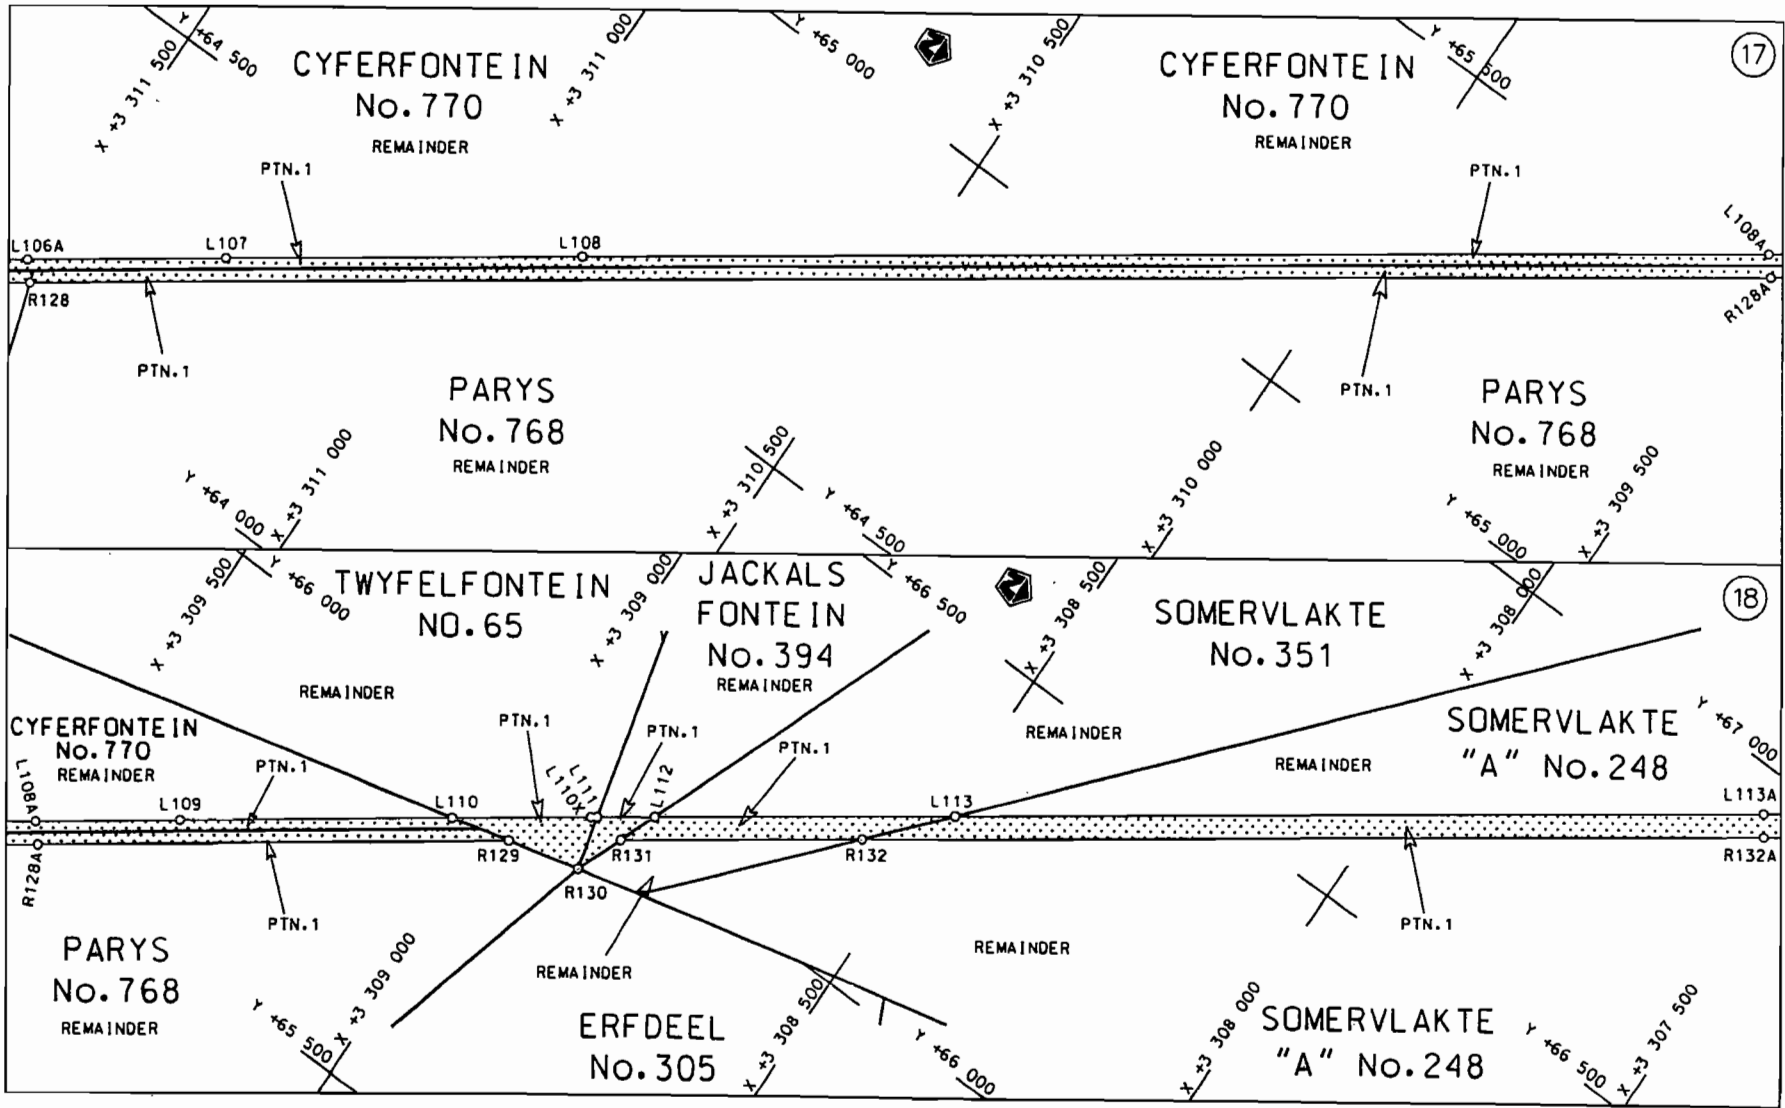 Y +64 500
X +3 311 500
X +3 311 000
Y +65 000
N
X +3 310 500
Y +65 500
17
CYFERFONTEIN
No.770
REMAINDER
CYFERFONTEIN
No.770
REMAINDER
PTN.1
PTN.1
L106A
L107
L108
L108A
R128
R128A
PTN.1
PTN.1
PARYS
No.768
REMAINDER
PARYS
No.768
REMAINDER
Y +64 000
X +3 311 000
X +3 310 500
Y +64 500
X +3 310 000
Y +65 000
X +3 309 500
X +3 309 500
Y +66 000
TWYFELFONTEIN
NO.65
REMAINDER
X +3 309 000
JACKALS
FONTEIN
No.394
REMAINDER
Y +66 500
N
X +3 308 500
SOMERVLAKTE
No.351
REMAINDER
X +3 308 000
18
CYFERFONTEIN
No.770
REMAINDER
PTN.1
PTN.1
PTN.1
PTN.1
SOMERVLAKTE
"A" No.248
REMAINDER
Y +67 000
L108A
L109
L110
L110X
L111
L112
L113
L113A
R128A
R129
R130
R131
R132
R132A
PTN.1
PTN.1
PARYS
No.768
REMAINDER
REMAINDER
REMAINDER
Y +65 500
X +3 309 000
ERFDEEL
No.305
X +3 308 500
Y +66 000
X +3 308 000
SOMERVLAKTE
"A" No.248
Y +66 500
X +3 307 500